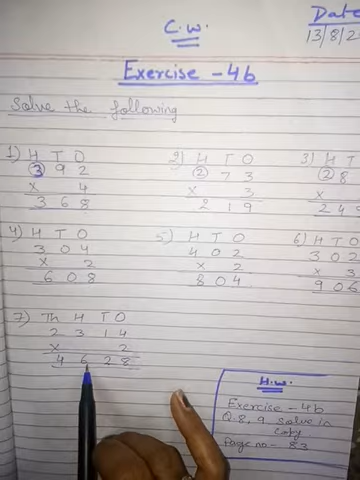 C.W.
Date
13/8/2
Exercise - 4b
Solve the following
1) H T O
(3) 9 2
x 4
3 6 8
2) H T O
(2) 7 3
x 3
2 1 9
3) H T
(2) 8
x
2 4 9
4) H T O
3 0 4
x 2
6 0 8
5) H T O
4 0 2
x 2
8 0 4
6) H T O
3 0 2
x 3
9 0 6
7) Th H T O
2 3 1 4
x 2
4 6 2 8
H.W.
Exercise - 4b
Q.8, 9 solve in
copy.
Page no - 83